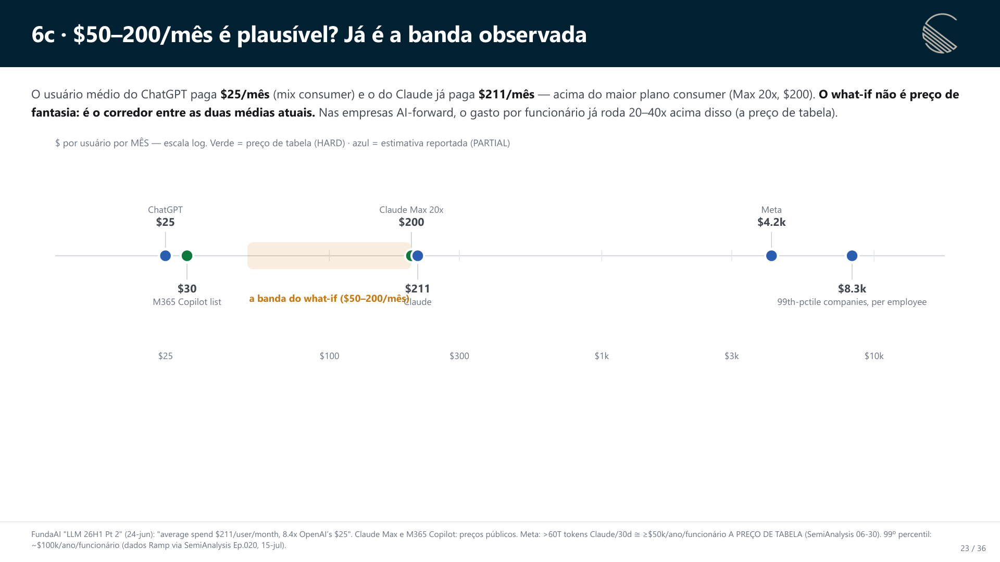 6c · $50–200/mês é plausível? Já é a banda observada
O usuário médio do ChatGPT paga $25/mês (mix consumer) e o do Claude já paga $211/mês — acima do maior plano consumer (Max 20x, $200). O what-if não é preço de
fantasia: é o corredor entre as duas médias atuais. Nas empresas AI-forward, o gasto por funcionário já roda 20–40x acima disso (a preço de tabela).
$ por usuário por MÊS — escala log. Verde = preço de tabela (HARD) · azul = estimativa reportada (PARTIAL)
ChatGPT
$25
Claude Max 20x
$200
Meta
$4.2k
$30
M365 Copilot list
a banda do what-if ($50–200/mês)
$211
Claude
$8.3k
99th-pctile companies, per employee
$25
$100
$300
$1k
$3k
$10k
FundaAI "LLM 26H1 Pt 2" (24-jun): "average spend $211/user/month, 8.4x OpenAI’s $25". Claude Max e M365 Copilot: preços públicos. Meta: >60T tokens Claude/30d ≅ ≥$50k/ano/funcionário A PREÇO DE TABELA (SemiAnalysis 06-30). 99º percentil:
~$100k/ano/funcionário (dados Ramp via SemiAnalysis Ep.020, 15-jul).
23 / 36